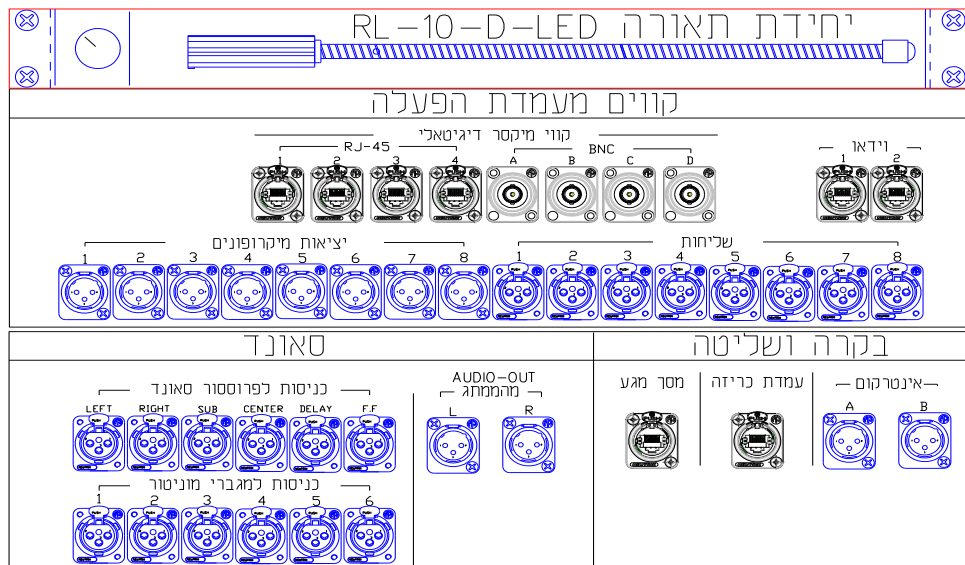 יחידת תאורה RL-10-D-LED
קווים מעמדת הפעלה
קווי מיקסר דיגיטאלי
RJ-45
BNC
וידאו
1 2 3 4 A B C D 1 2
יציאות מיקרופונים
שליחות
1 2 3 4 5 6 7 8 1 2 3 4 5 6 7 8
סאונד
בקרה ושליטה
כניסות לפרוססור סאונד
LEFT RIGHT SUB CENTER DELAY F.F
AUDIO-OUT
מהממתג
L R
מסך מגע
עמדת כריזה
אינטרקום
A B
כניסות למגברי מוניטור
1 2 3 4 5 6